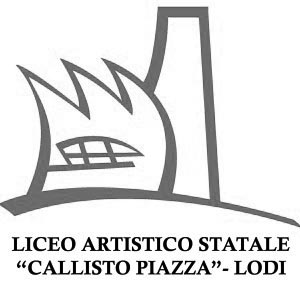 LICEO ARTISTICO STATALE
“CALLISTO PIAZZA”- LODI